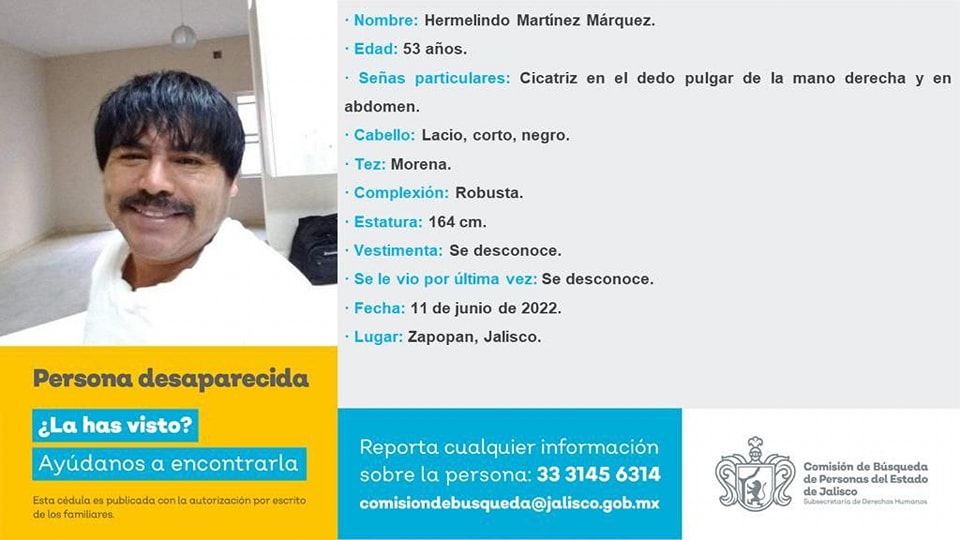 · Nombre: Hermelindo Martínez Márquez.
· Edad: 53 años.
· Señas particulares: Cicatriz en el dedo pulgar de la mano derecha y en
abdomen.
· Cabello: Lacio, corto, negro.
· Tez: Morena.
· Complexión: Robusta.
· Estatura: 164 cm.
· Vestimenta: Se desconoce.
· Se le vio por última vez: Se desconoce.
· Fecha: 11 de junio de 2022.
· Lugar: Zapopan, Jalisco.
Persona desaparecida
¿La has visto?
Ayúdanos a encontrarla
Esta cédula es publicada con la autorización por escrito
de los familiares.
Reporta cualquier información
sobre la persona: 33 3145 6314
comisiondebusqueda@jalisco.gob.mx
Comisión de Búsqueda
de Personas del Estado
de Jalisco
Subsecretaría de Derechos Humanos